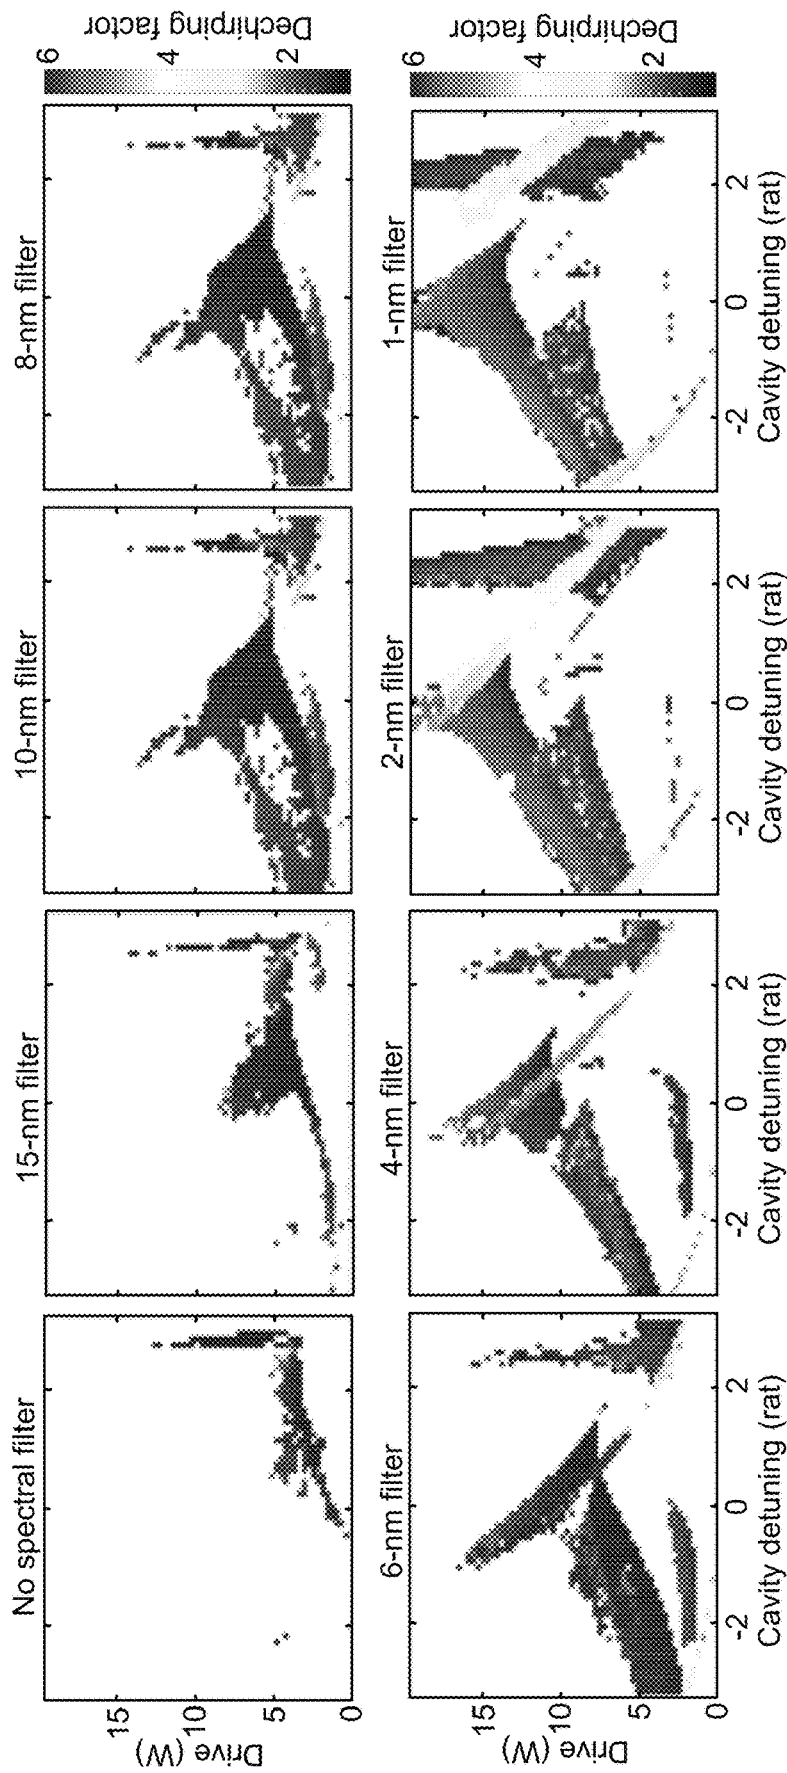 No spectral filter
15-nm filter
10-nm filter
8-nm filter
Drive (W)
15
10
5
0
6
4
2
Dechirping factor
6-nm filter
4-nm filter
2-nm filter
1-nm filter
Drive (W)
15
10
5
0
6
4
2
Dechirping factor
-2 0 2
-2 0 2
-2 0 2
-2 0 2
Cavity detuning (rat)
Cavity detuning (rat)
Cavity detuning (rat)
Cavity detuning (rat)